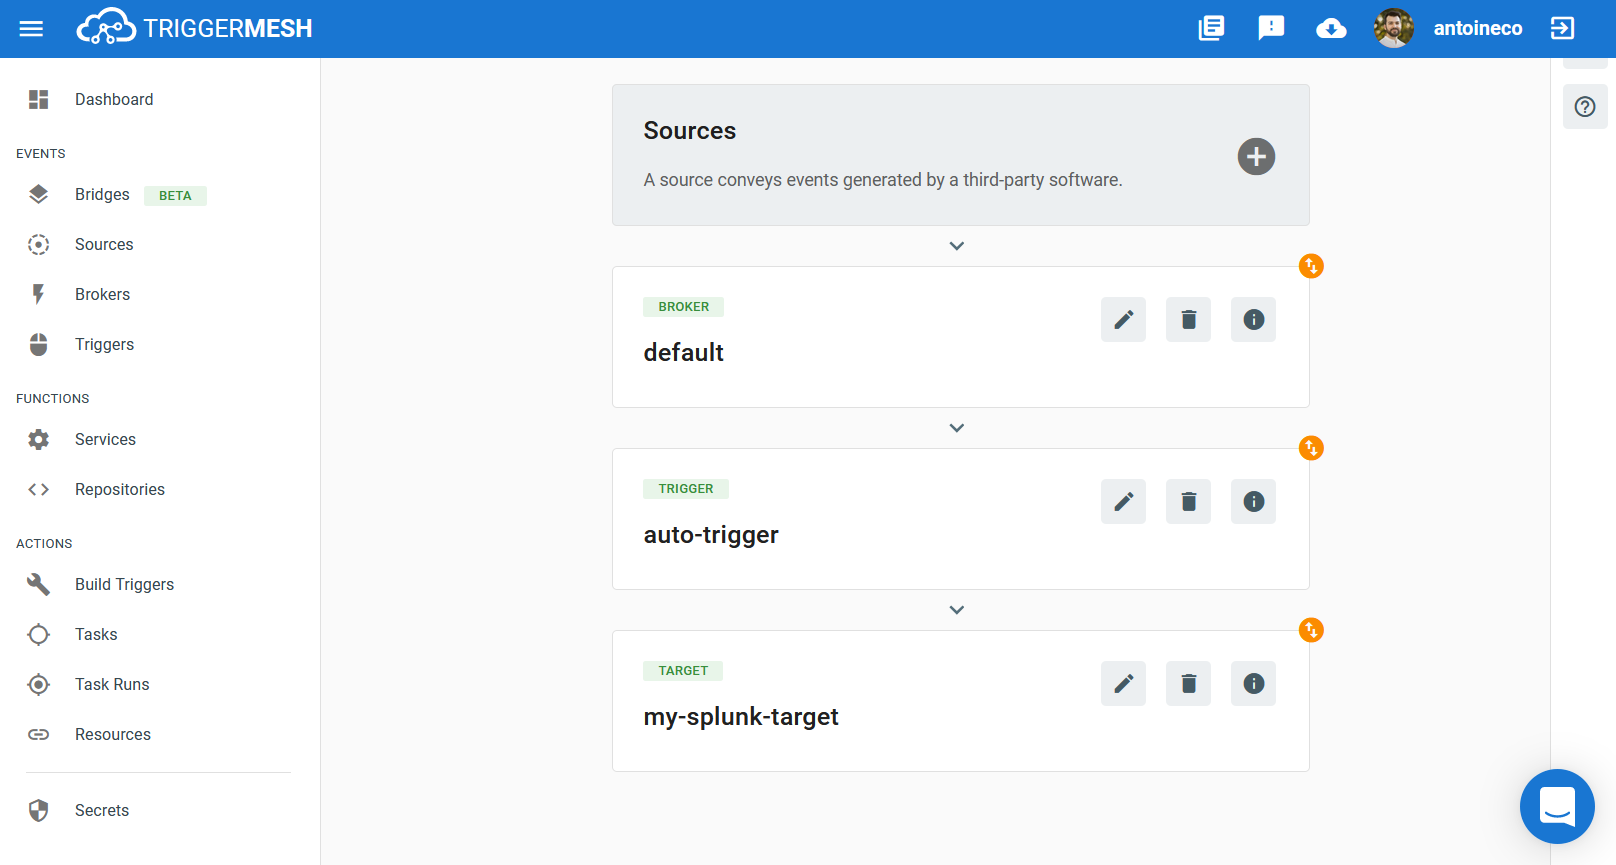 TRIGGERMESH
antoineco
Dashboard
EVENTS
Bridges BETA
Sources
Brokers
Triggers
FUNCTIONS
Services
Repositories
ACTIONS
Build Triggers
Tasks
Task Runs
Resources
Secrets
Sources
A source conveys events generated by a third-party software.
BROKER
default
TRIGGER
auto-trigger
TARGET
my-splunk-target